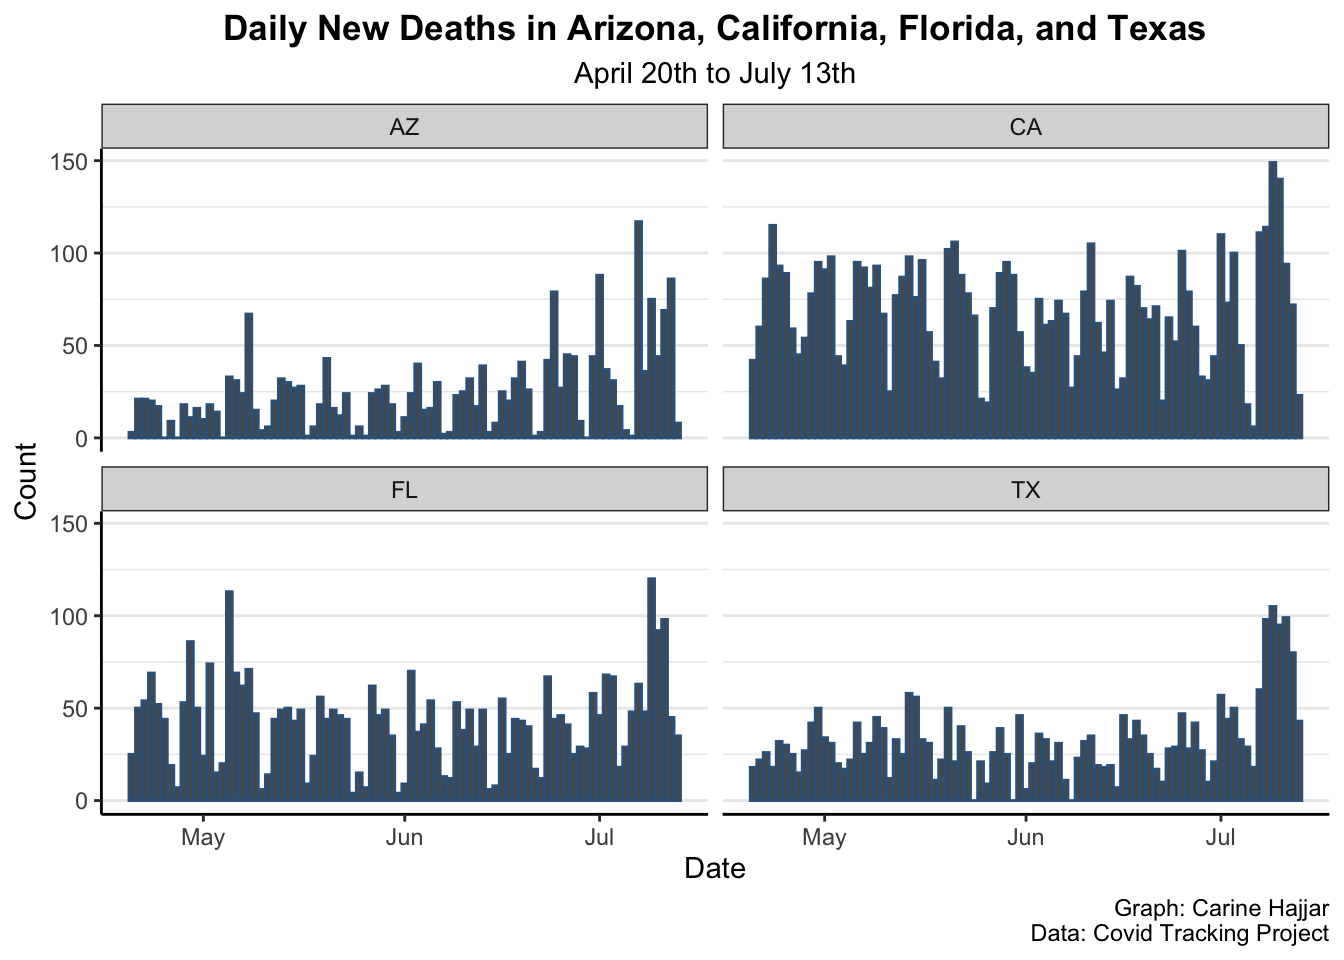 Daily New Deaths in Arizona, California, Florida, and Texas
April 20th to July 13th
AZ
CA
150
100
50
0
Count
FL
TX
150
100
50
0
May
Jun
Jul
May
Jun
Jul
Date
Graph: Carine Hajjar
Data: Covid Tracking Project